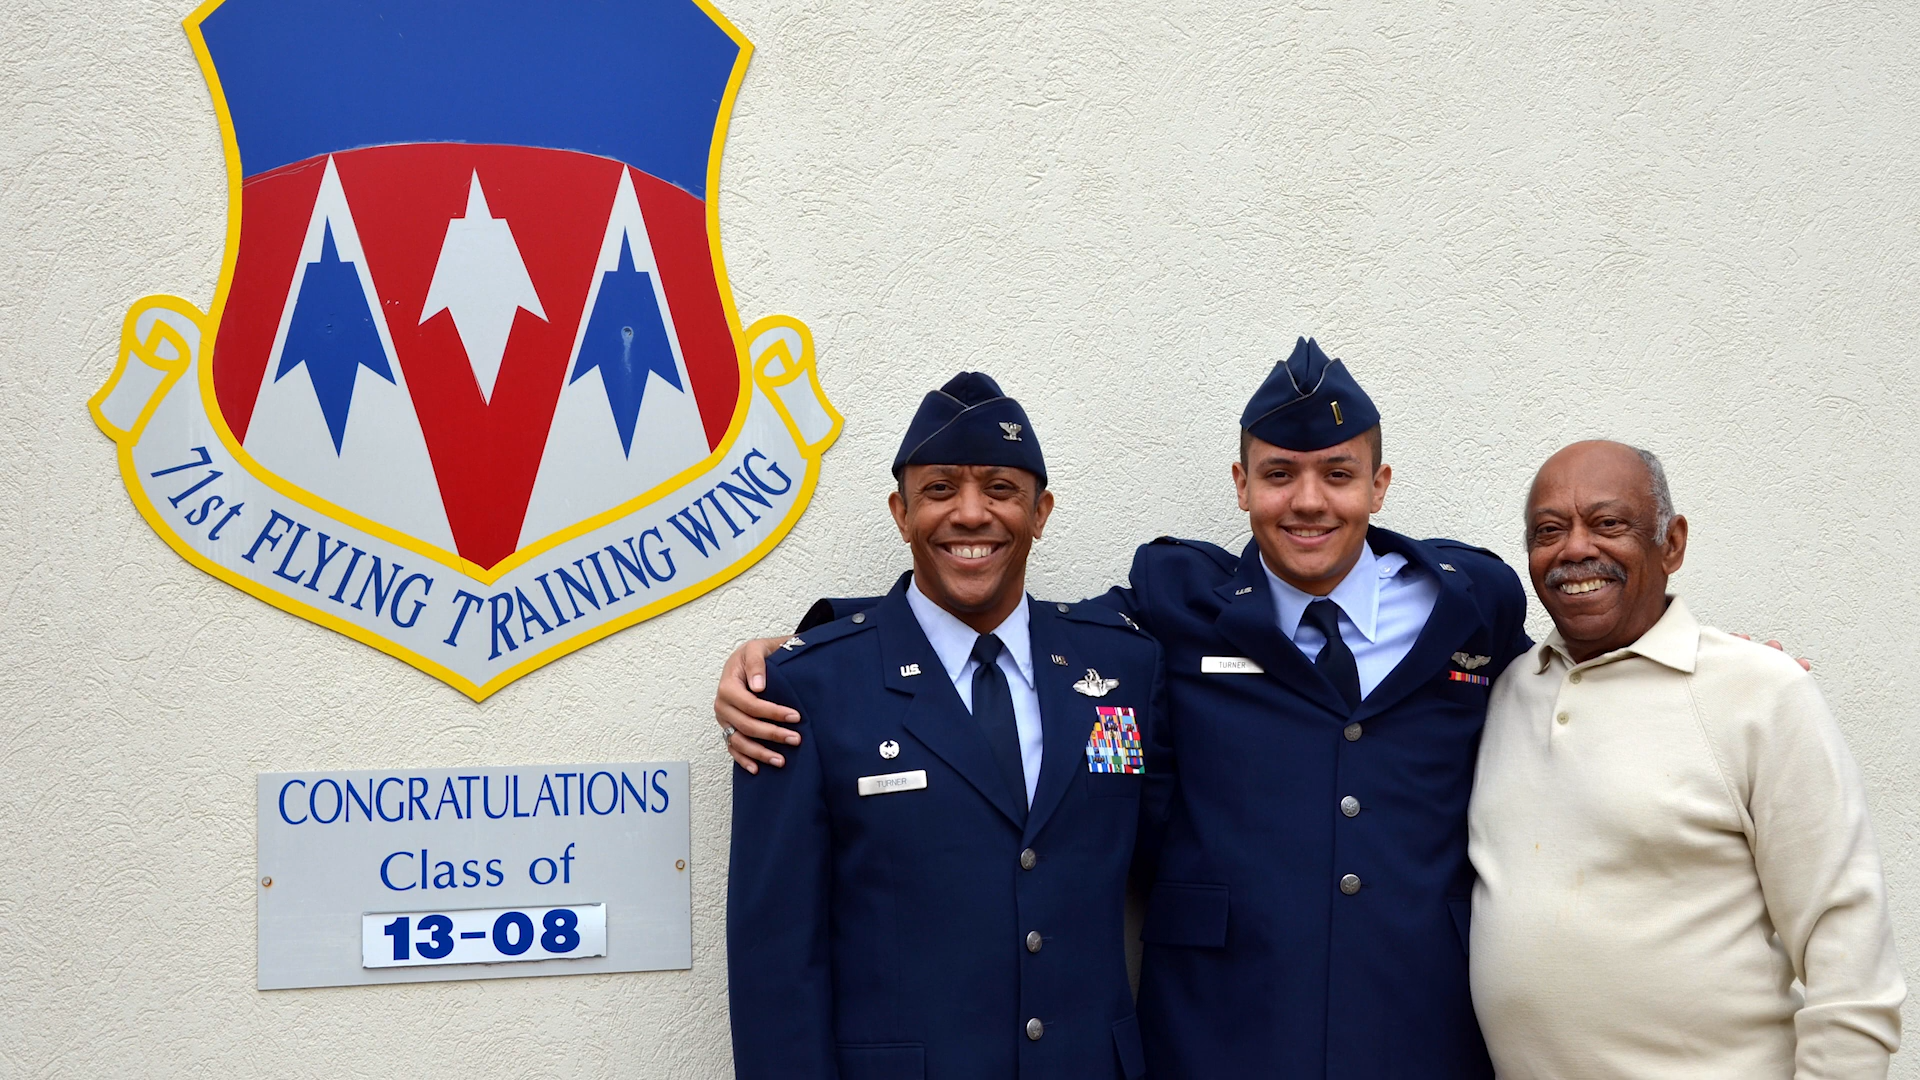 71st FLYING TRAINING WING
CONGRATULATIONS
Class of
13-08
U.S.
U.S.
TURNER
U.S.
TURNER